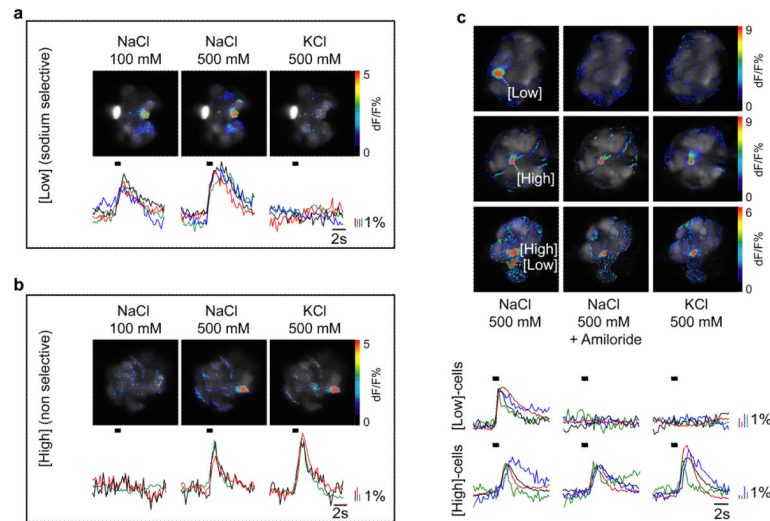 a
NaCl
100 mM
NaCl
500 mM
KCl
500 mM
[Low] (sodium selective)
5
0
dF/F%
1%
2s
b
NaCl
100 mM
NaCl
500 mM
KCl
500 mM
[High] (non selective)
5
0
dF/F%
1%
2s
c
[Low]
9
0
dF/F%
[High]
9
0
dF/F%
[High]
[Low]
6
0
dF/F%
NaCl
500 mM
NaCl
500 mM
+ Amiloride
KCl
500 mM
[Low]-cells
1%
[High]-cells
1%
2s